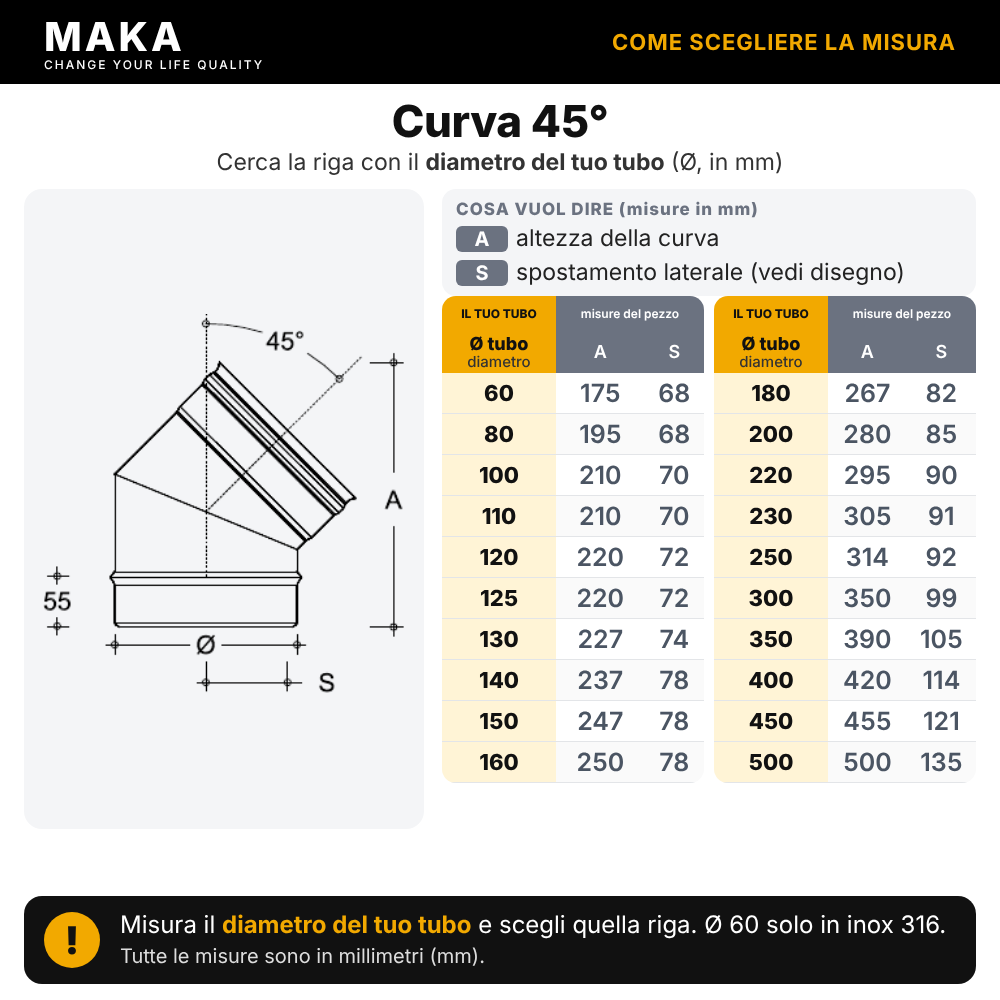 MAKA
CHANGE YOUR LIFE QUALITY
COME SCEGLIERE LA MISURA
Curva 45°
Cerca la riga con il diametro del tuo tubo (Ø, in mm)
45°
A
55
Ø
S
COSA VUOL DIRE (misure in mm)
A altezza della curva
S spostamento laterale (vedi disegno)
IL TUO TUBO misure del pezzo
Ø tubo diametro A S
60 175 68
80 195 68
100 210 70
110 210 70
120 220 72
125 220 72
130 227 74
140 237 78
150 247 78
160 250 78
IL TUO TUBO misure del pezzo
Ø tubo diametro A S
180 267 82
200 280 85
220 295 90
230 305 91
250 314 92
300 350 99
350 390 105
400 420 114
450 455 121
500 500 135
! Misura il diametro del tuo tubo e scegli quella riga. Ø 60 solo in inox 316.
Tutte le misure sono in millimetri (mm).